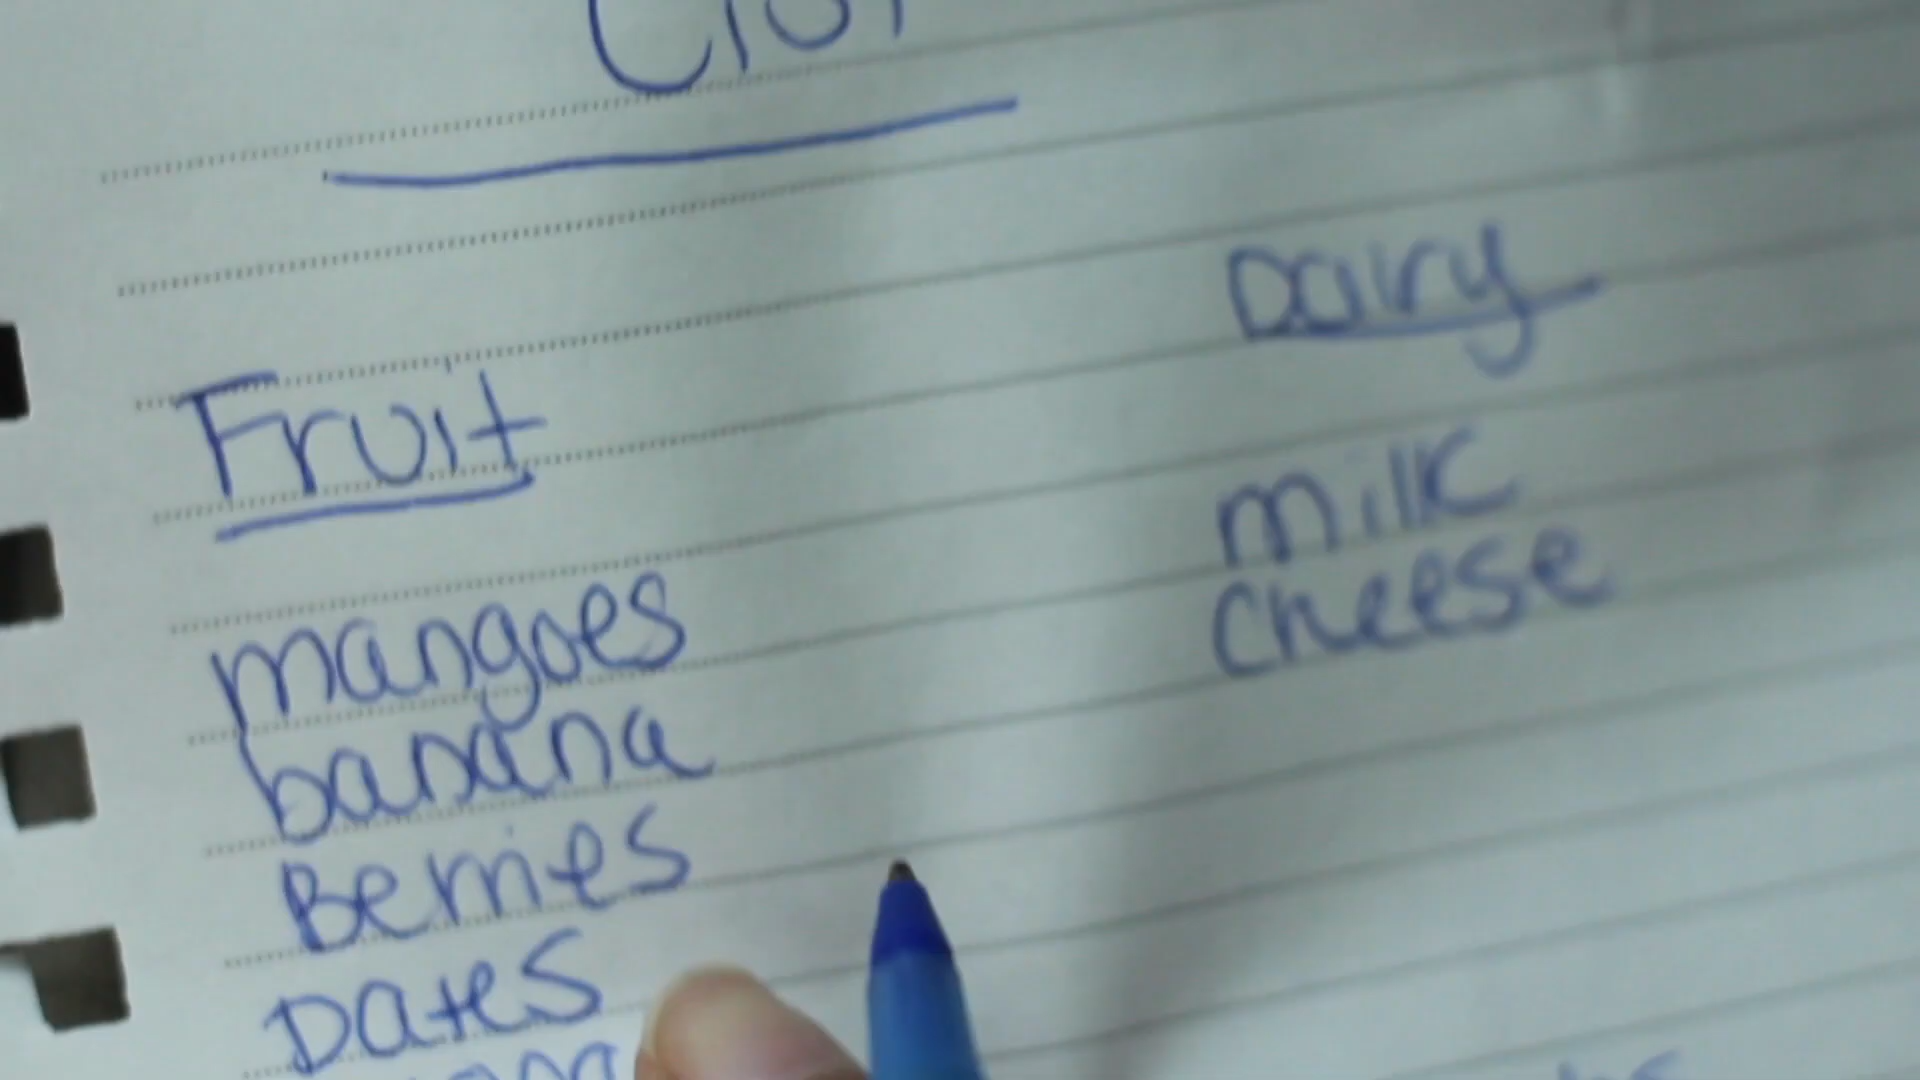 Fruit
mangoes
banana
Berries
Dates
Dairy
milk
cheese